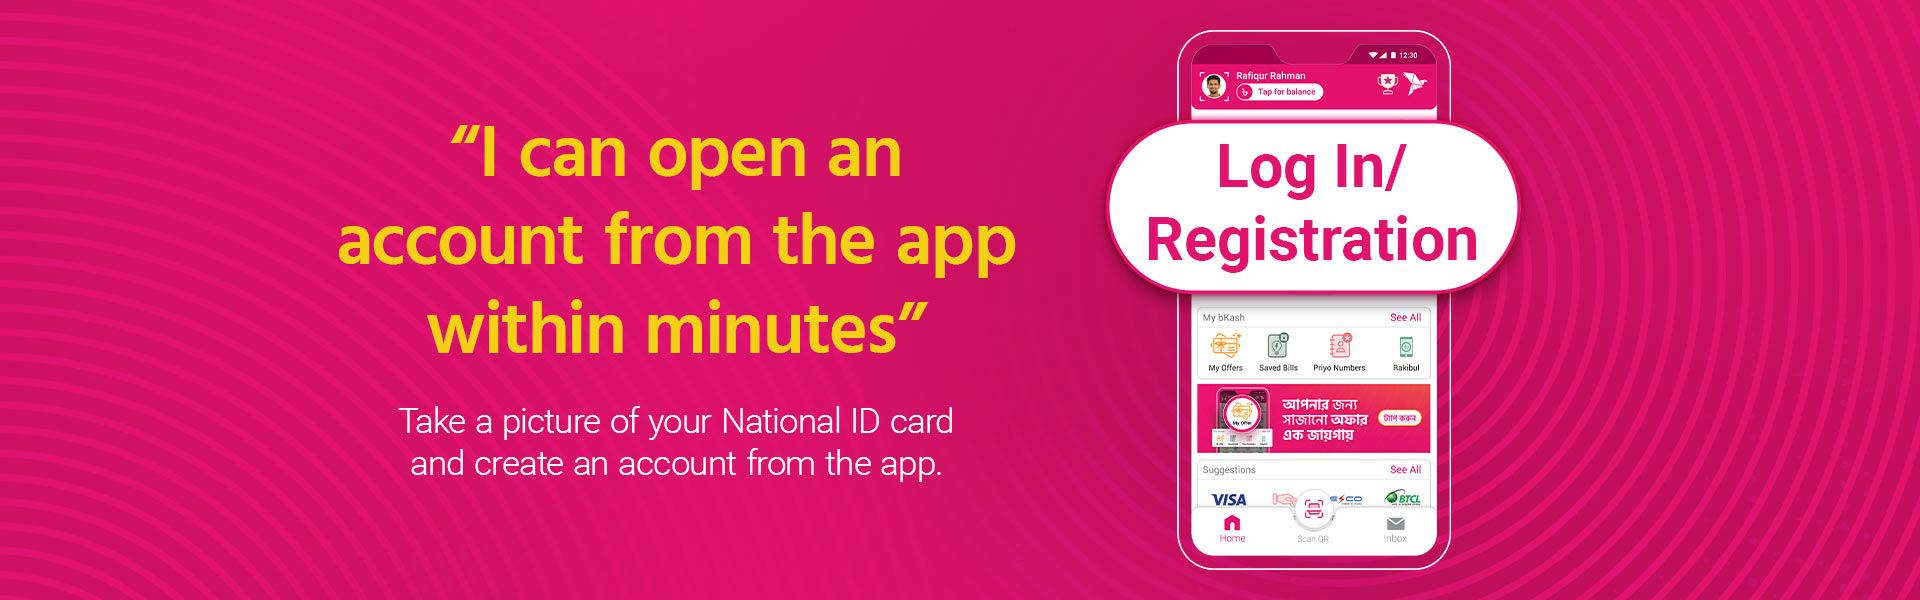 “I can open an
account from the app
within minutes”
Take a picture of your National ID card
and create an account from the app.
12:30
Rafiqur Rahman
Tap for balance
Log In/
Registration
My bKash
See All
My Offers
Saved Bills
Priyo Numbers
Rakibul
My Offer
আপনার জন্য
সাজানো অফার
এক জায়গায়
ট্যাপ করুন
Suggestions
See All
VISA
BTCL
Home
Scan QR
Inbox